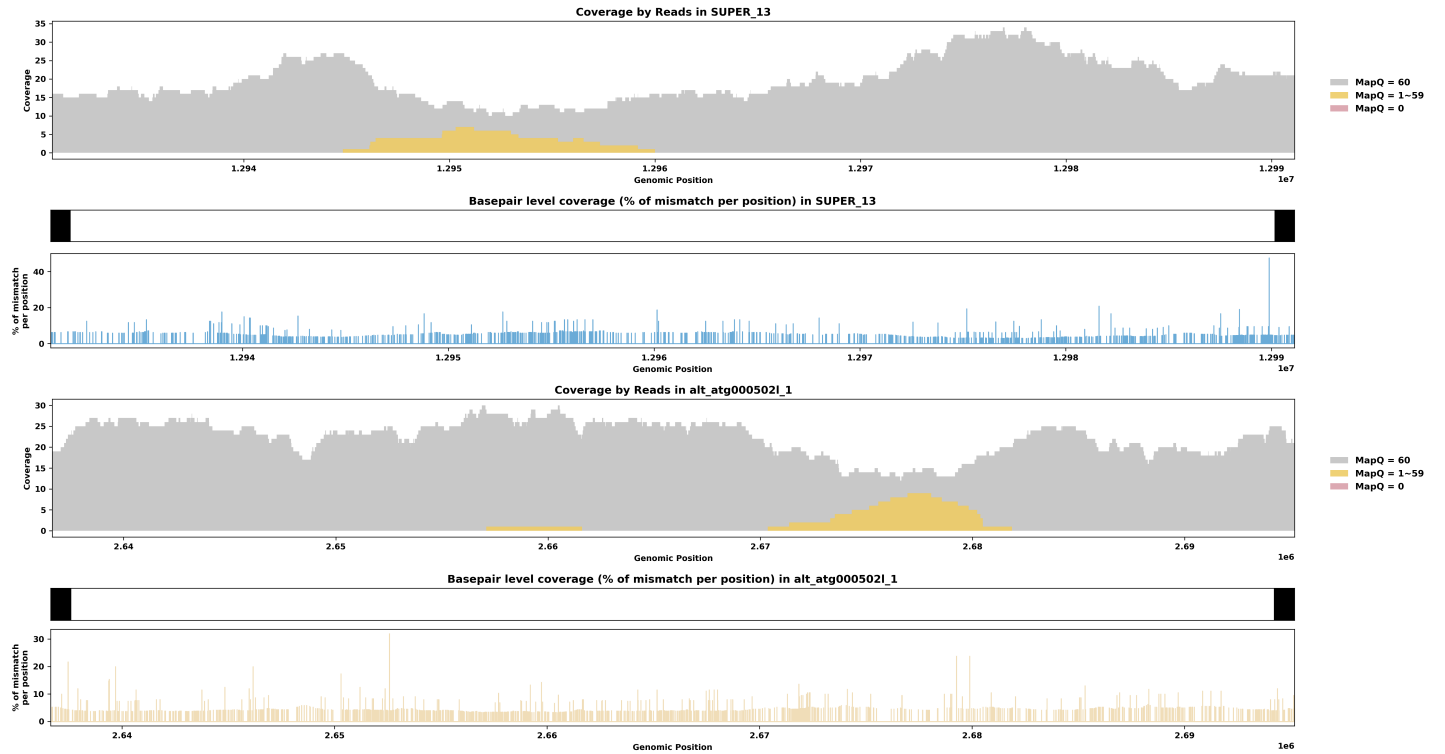 Coverage by Reads in SUPER_13
Coverage
35
30
25
20
15
10
5
0
1.294 1.295 1.296 1.297 1.298 1.299
1e7
Genomic Position
MapQ = 60
MapQ = 1~59
MapQ = 0
Basepair level coverage (% of mismatch per position) in SUPER_13
% of mismatch
per position
40
20
0
1.294 1.295 1.296 1.297 1.298 1.299
1e7
Genomic Position
Coverage by Reads in alt_atg000502l_1
Coverage
30
25
20
15
10
5
0
2.64 2.65 2.66 2.67 2.68 2.69
1e6
Genomic Position
MapQ = 60
MapQ = 1~59
MapQ = 0
Basepair level coverage (% of mismatch per position) in alt_atg000502l_1
% of mismatch
per position
30
20
10
0
2.64 2.65 2.66 2.67 2.68 2.69
1e6
Genomic Position